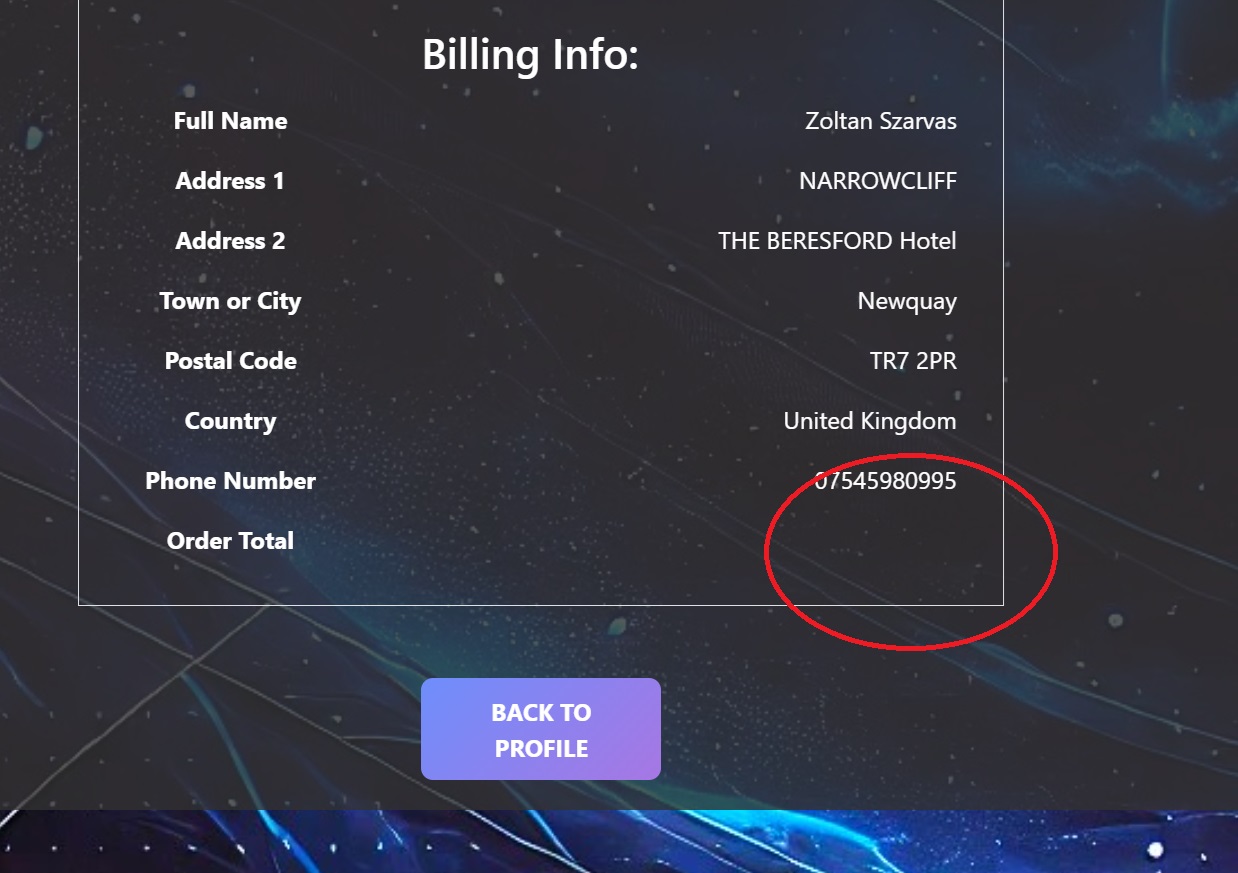 Billing Info:
Full Name Zoltan Szarvas
Address 1 NARROWCLIFF
Address 2 THE BERESFORD Hotel
Town or City Newquay
Postal Code TR7 2PR
Country United Kingdom
Phone Number 07545980995
Order Total
BACK TO
PROFILE